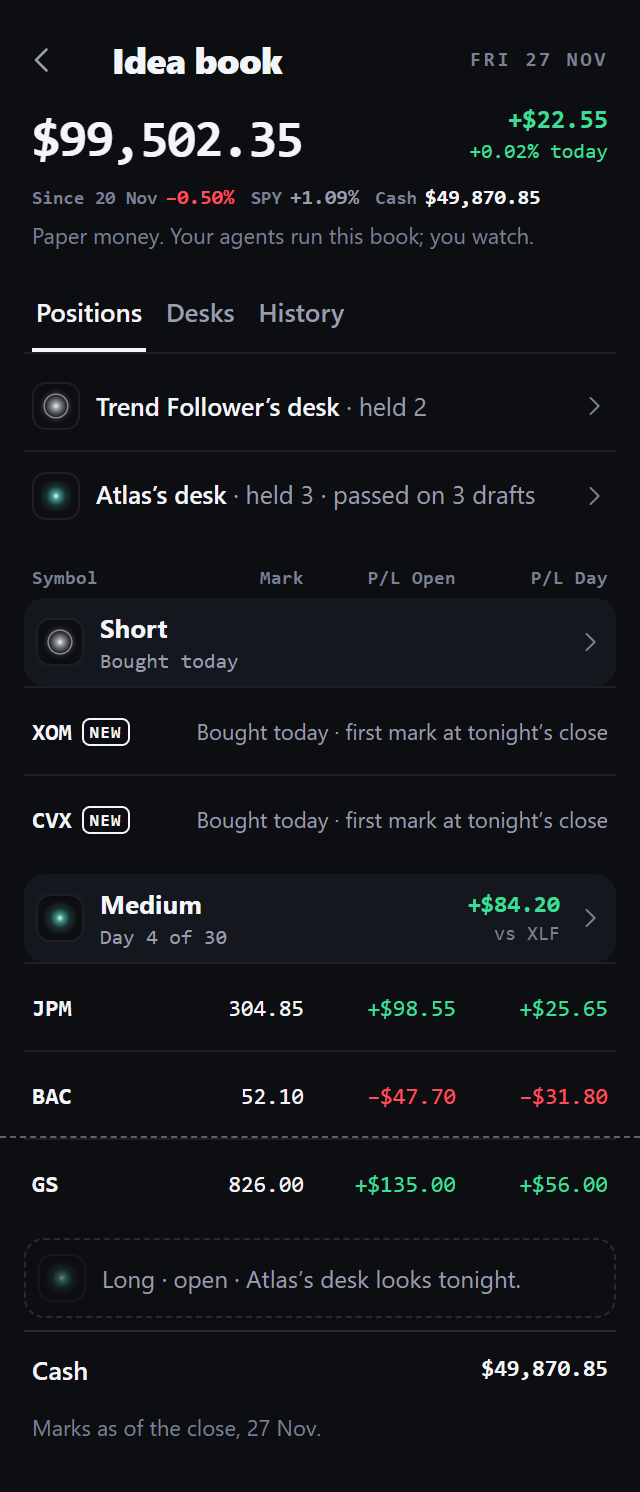 Idea book
FRI 27 NOV
$99,502.35
+$22.55
+0.02% today
Since 20 Nov −0.50% SPY +1.09% Cash $49,870.85
Paper money. Your agents run this book; you watch.
Positions Desks History
Trend Follower’s desk · held 2
Atlas’s desk · held 3 · passed on 3 drafts
Symbol Mark P/L Open P/L Day
Short
Bought today
XOM NEW Bought today · first mark at tonight’s close
CVX NEW Bought today · first mark at tonight’s close
Medium +$84.20
Day 4 of 30 vs XLF
JPM 304.85 +$98.55 +$25.65
BAC 52.10 −$47.70 −$31.80
GS 826.00 +$135.00 +$56.00
Long · open · Atlas’s desk looks tonight.
Cash $49,870.85
Marks as of the close, 27 Nov.